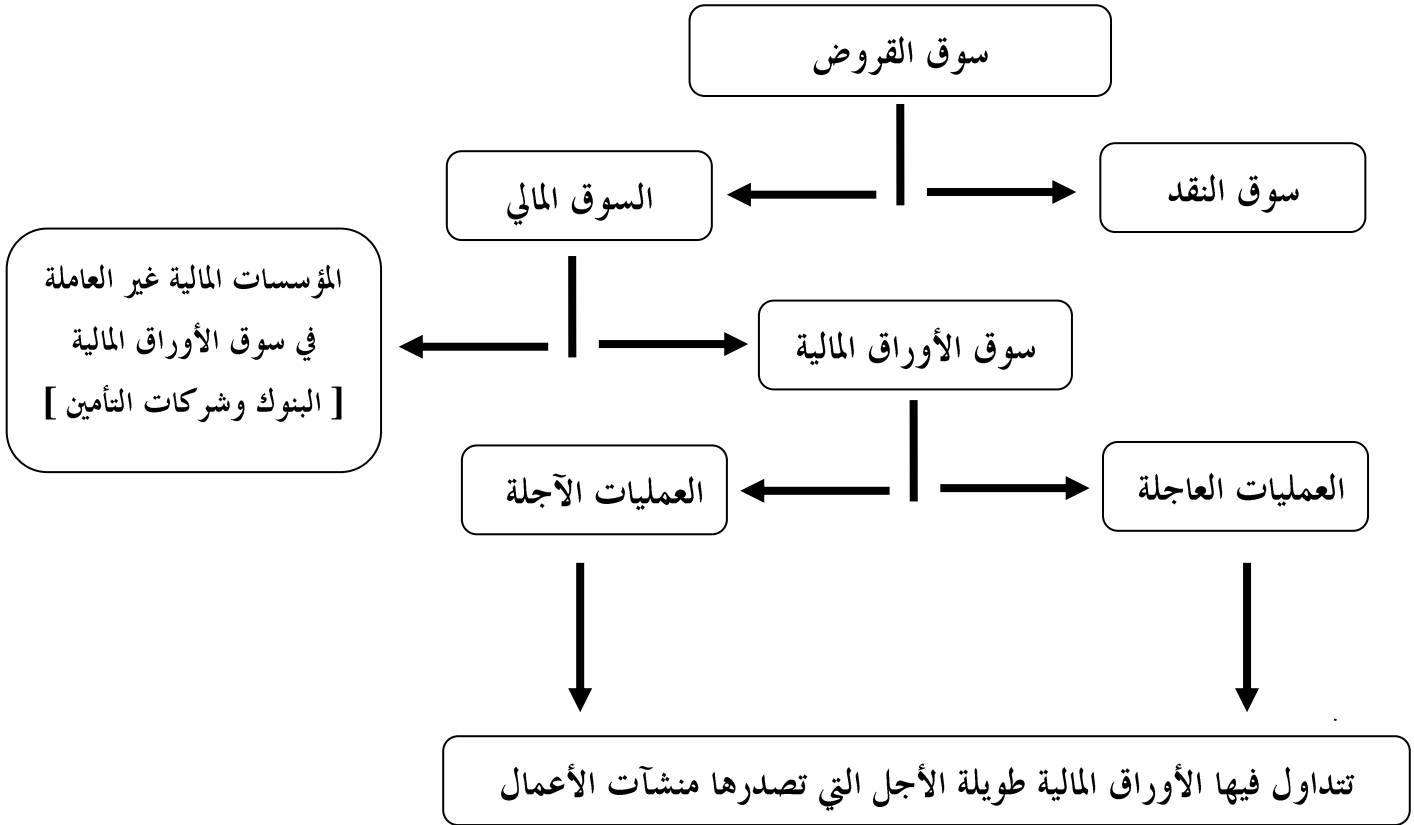 سوق القروض
سوق النقد
السوق المالي
المؤسسات المالية غير العاملة
في سوق الأوراق المالية
[ البنوك وشركات التأمين ]
سوق الأوراق المالية
العمليات العاجلة
العمليات الآجلة
تتداول فيها الأوراق المالية طويلة الأجل التي تصدرها منشآت الأعمال